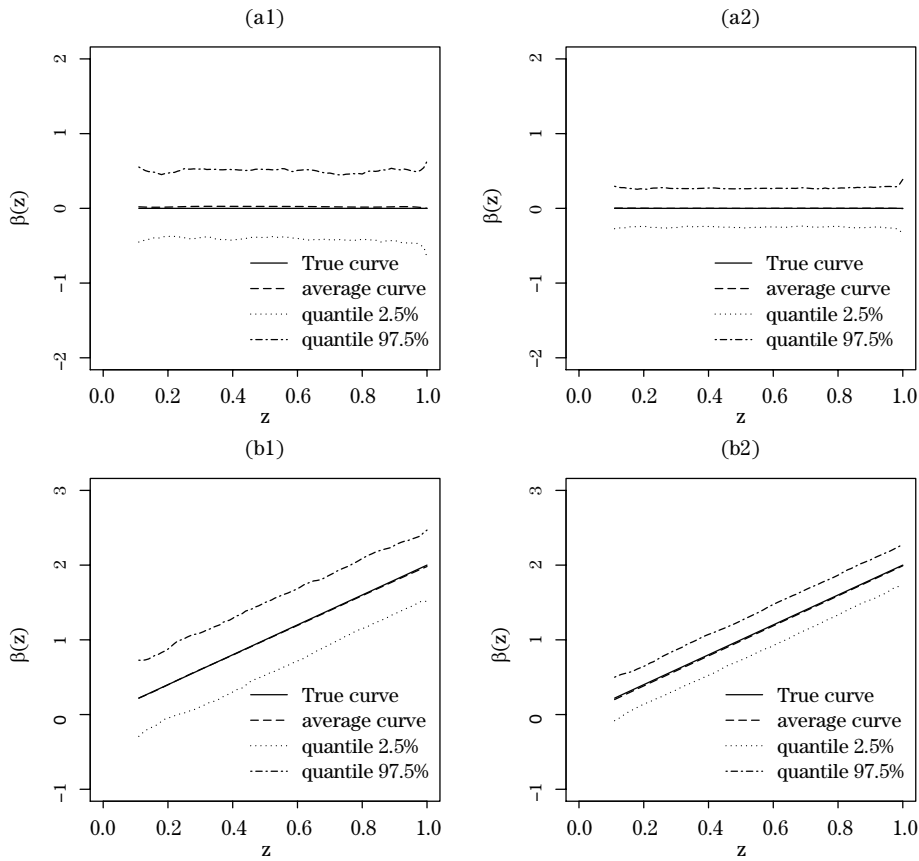 (a1)
β(z)
2
1
0
-1
-2
True curve
average curve
quantile 2.5%
quantile 97.5%
0.0 0.2 0.4 0.6 0.8 1.0
z
(a2)
β(z)
2
1
0
-1
-2
True curve
average curve
quantile 2.5%
quantile 97.5%
0.0 0.2 0.4 0.6 0.8 1.0
z
(b1)
β(z)
3
2
1
0
-1
True curve
average curve
quantile 2.5%
quantile 97.5%
0.0 0.2 0.4 0.6 0.8 1.0
z
(b2)
β(z)
3
2
1
0
-1
True curve
average curve
quantile 2.5%
quantile 97.5%
0.0 0.2 0.4 0.6 0.8 1.0
z